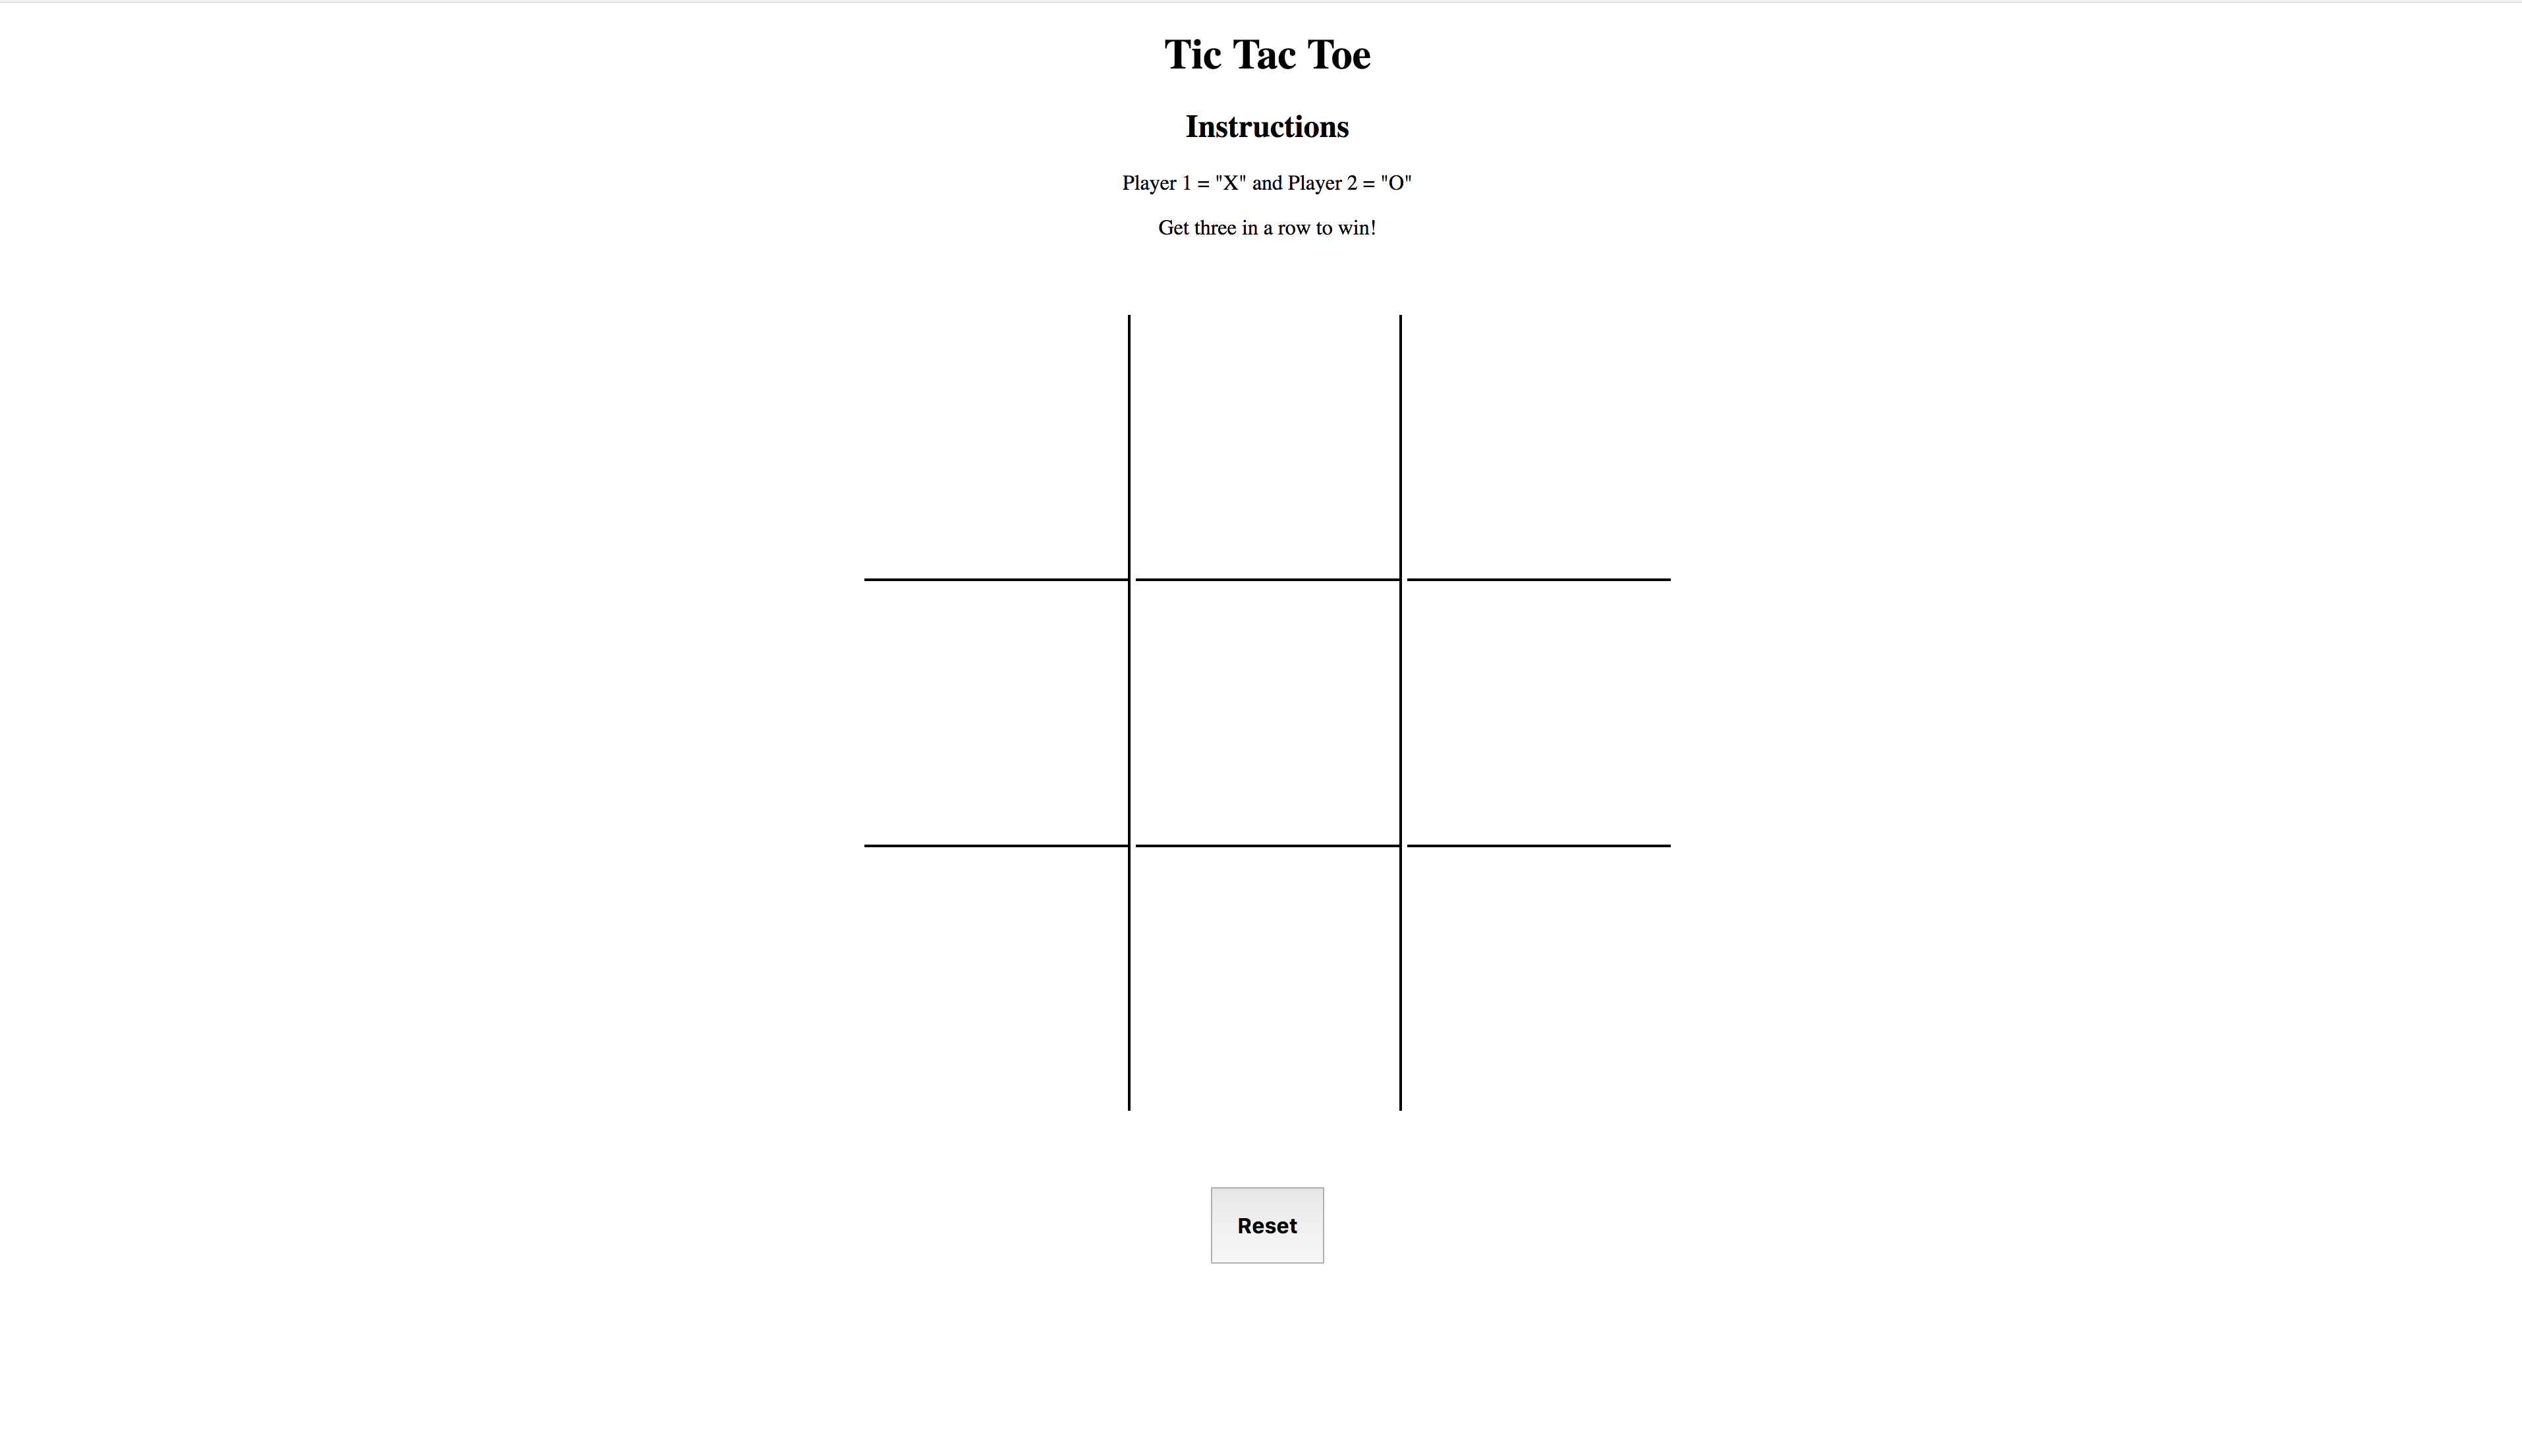 Tic Tac Toe
Instructions
Player 1 = "X" and Player 2 = "O"
Get three in a row to win!
Reset